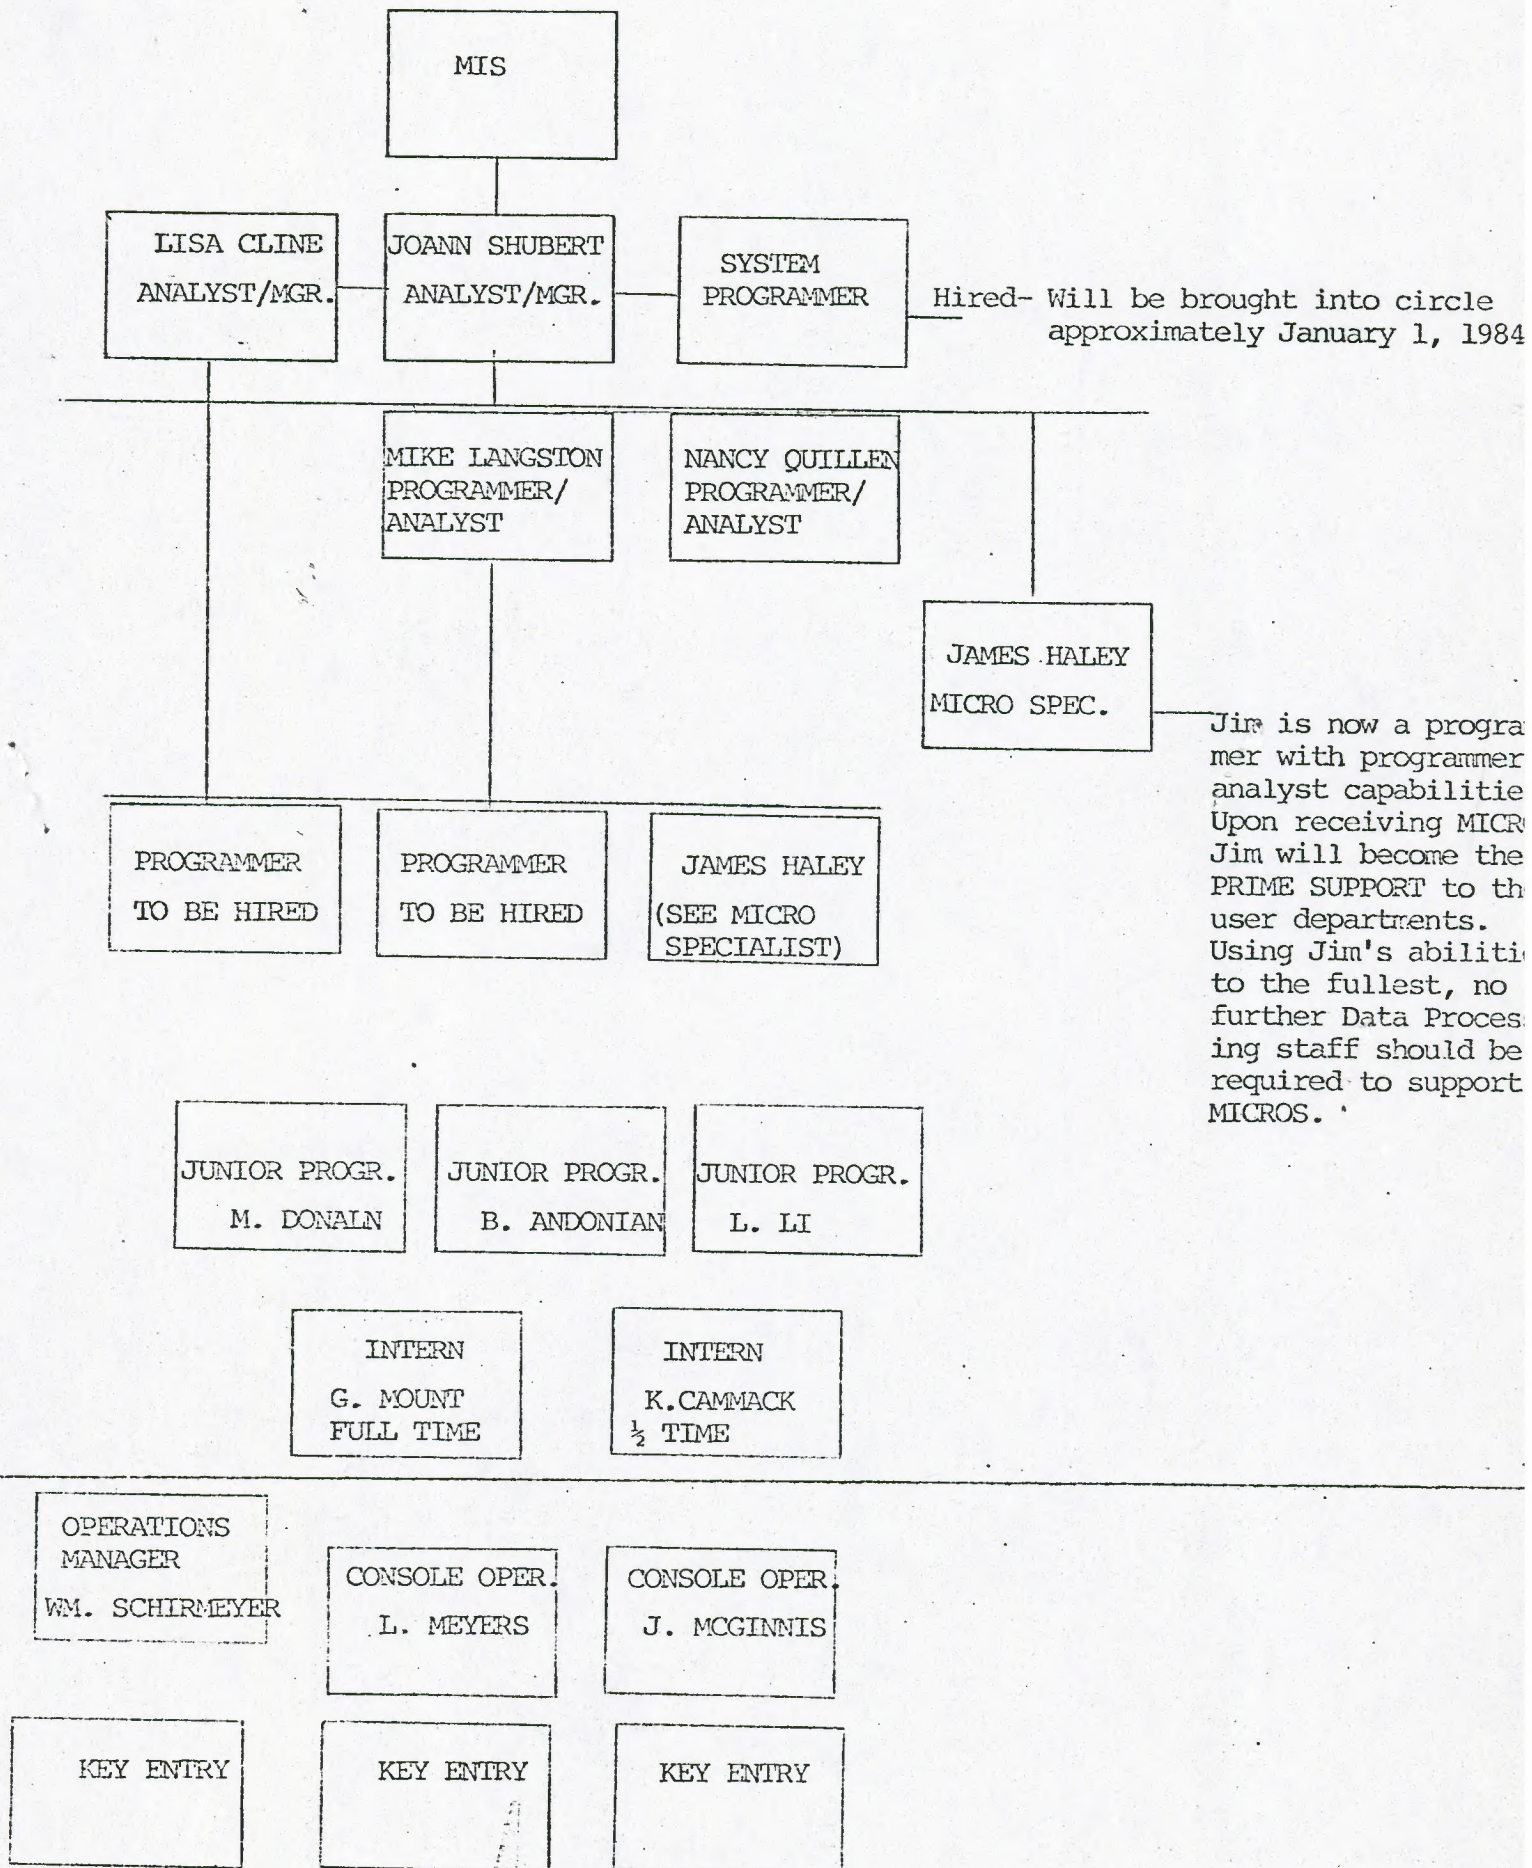 MIS
LISA CLINE
ANALYST/MGR.
JOANN SHUBERT
ANALYST/MGR.
SYSTEM
PROGRAMMER
Hired- Will be brought into circle
approximately January 1, 1984
MIKE LANGSTON
PROGRAMMER/
ANALYST
NANCY QUILLEN
PROGRAMMER/
ANALYST
JAMES HALEY
MICRO SPEC.
Jim is now a progra
mer with programmer
analyst capabilitie
Upon receiving MICR
Jim will become the
PRIME SUPPORT to th
user departments.
Using Jim's abiliti
to the fullest, no
further Data Proces
ing staff should be
required to support
MICROS.
PROGRAMMER
TO BE HIRED
PROGRAMMER
TO BE HIRED
JAMES HALEY
(SEE MICRO
SPECIALIST)
JUNIOR PROGR.
M. DONALN
JUNIOR PROGR.
B. ANDONIAN
JUNIOR PROGR.
L. LI
INTERN
G. MOUNT
FULL TIME
INTERN
K.CAMMACK
½ TIME
OPERATIONS
MANAGER
WM. SCHIRMEYER
CONSOLE OPER.
L. MEYERS
CONSOLE OPER.
J. MCGINNIS
KEY ENTRY
KEY ENTRY
KEY ENTRY